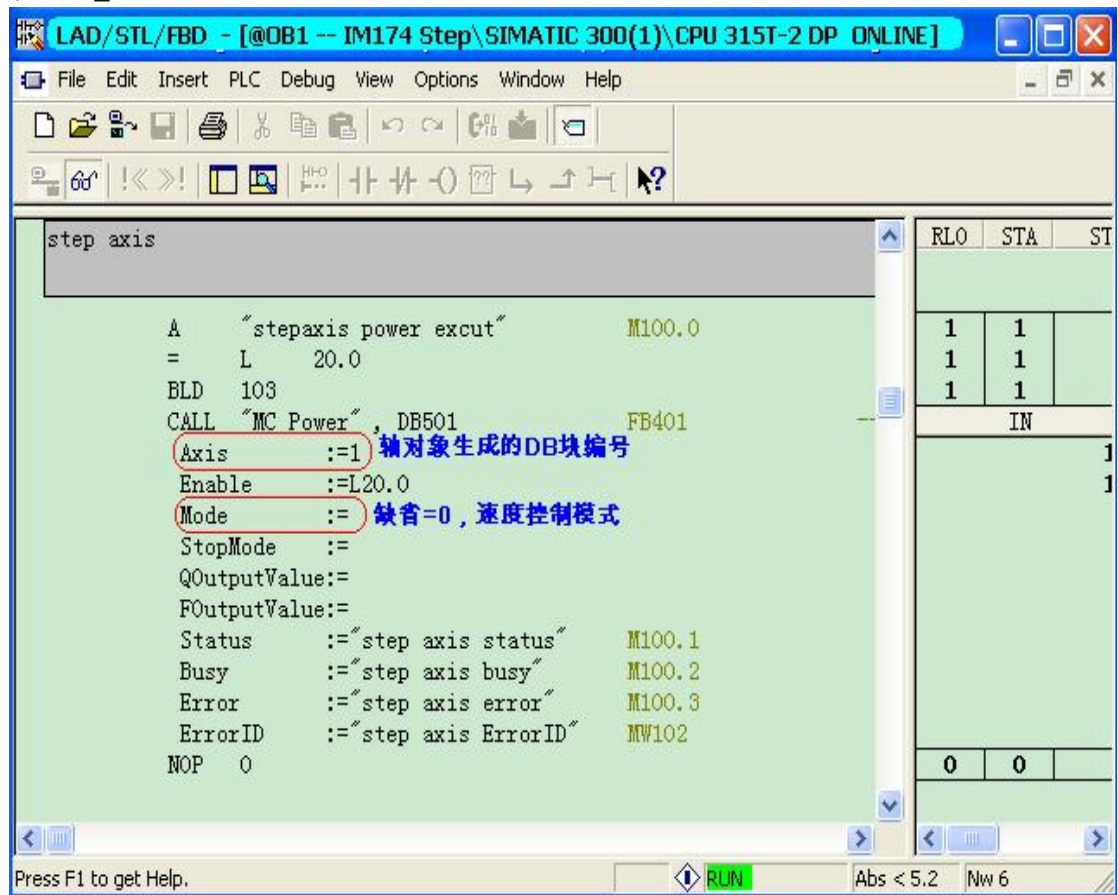 LAD/STL/FBD - [@OB1 -- IM174 Step\SIMATIC 300(1)\CPU 315T-2 DP ONLINE]
File Edit Insert PLC Debug View Options Window Help
step axis
RLO STA ST
A "stepaxis power excut" M100.0 1 1
= L 20.0 1 1
BLD 103 1 1
CALL "MC Power" , DB501 FB401 -- IN
Axis :=1 轴对象生成的DB块编号 1
Enable :=L20.0 1
Mode := 缺省=0，速度控制模式
StopMode :=
QOutputValue:=
FOutputValue:=
Status :="step axis status" M100.1
Busy :="step axis busy" M100.2
Error :="step axis error" M100.3
ErrorID :="step axis ErrorID" MW102
NOP 0 0 0
Press F1 to get Help. RUN Abs < 5.2 Nw 6